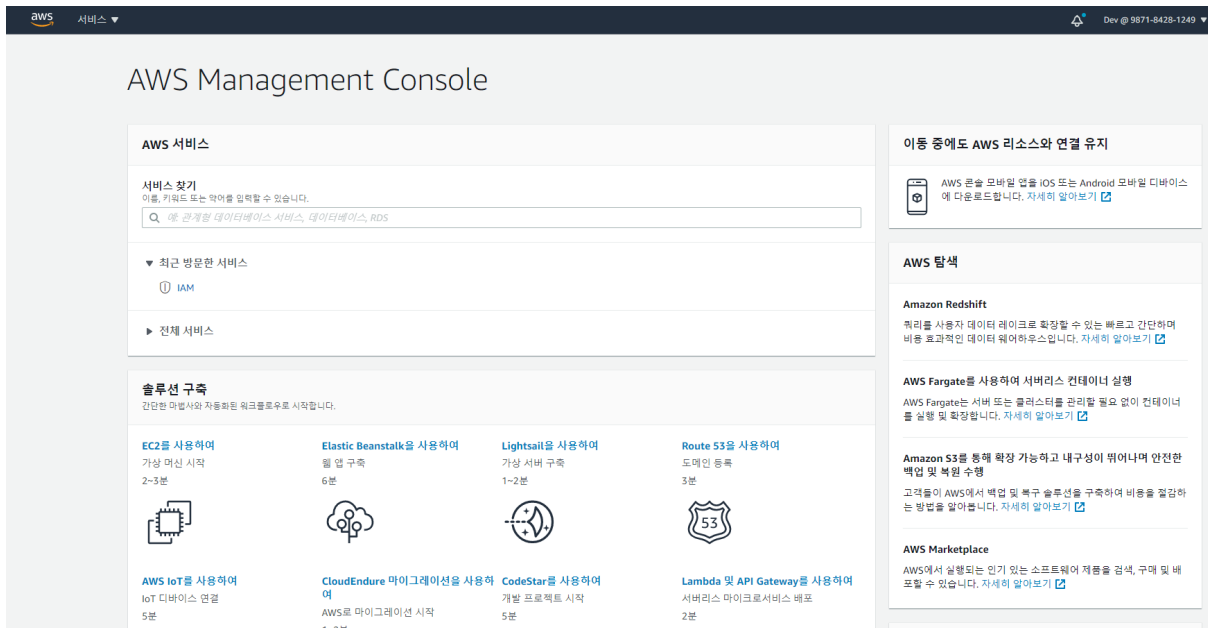 aws 서비스 ▼ Dev @ 9871-8428-1249 ▼
AWS Management Console
AWS 서비스
서비스 찾기
이름, 키워드 또는 약어를 입력할 수 있습니다.
예: 관계형 데이터베이스 서비스, 데이터베이스, RDS
▼ 최근 방문한 서비스
IAM
▶ 전체 서비스
솔루션 구축
간단한 마법사와 자동화된 워크플로우로 시작합니다.
EC2를 사용하여
가상 머신 시작
2~3분
Elastic Beanstalk을 사용하여
웹 앱 구축
6분
Lightsail을 사용하여
가상 서버 구축
1~2분
Route 53을 사용하여
도메인 등록
3분
53
AWS IoT를 사용하여
IoT 디바이스 연결
5분
CloudEndure 마이그레이션을 사용하
여
AWS로 마이그레이션 시작
CodeStar를 사용하여
개발 프로젝트 시작
5분
Lambda 및 API Gateway를 사용하여
서버리스 마이크로서비스 배포
2분
이동 중에도 AWS 리소스와 연결 유지
AWS 콘솔 모바일 앱을 iOS 또는 Android 모바일 디바이스
에 다운로드합니다. 자세히 알아보기
AWS 탐색
Amazon Redshift
쿼리를 사용자 데이터 레이크로 확장할 수 있는 빠르고 간단하며
비용 효과적인 데이터 웨어하우스입니다. 자세히 알아보기
AWS Fargate를 사용하여 서버리스 컨테이너 실행
AWS Fargate는 서버 또는 클러스터를 관리할 필요 없이 컨테이너
를 실행 및 확장합니다. 자세히 알아보기
Amazon S3를 통해 확장 가능하고 내구성이 뛰어나며 안전한
백업 및 복원 수행
고객들이 AWS에서 백업 및 복구 솔루션을 구축하여 비용을 절감하
는 방법을 알아봅니다. 자세히 알아보기
AWS Marketplace
AWS에서 실행되는 인기 있는 소프트웨어 제품을 검색, 구매 및 배
포할 수 있습니다. 자세히 알아보기